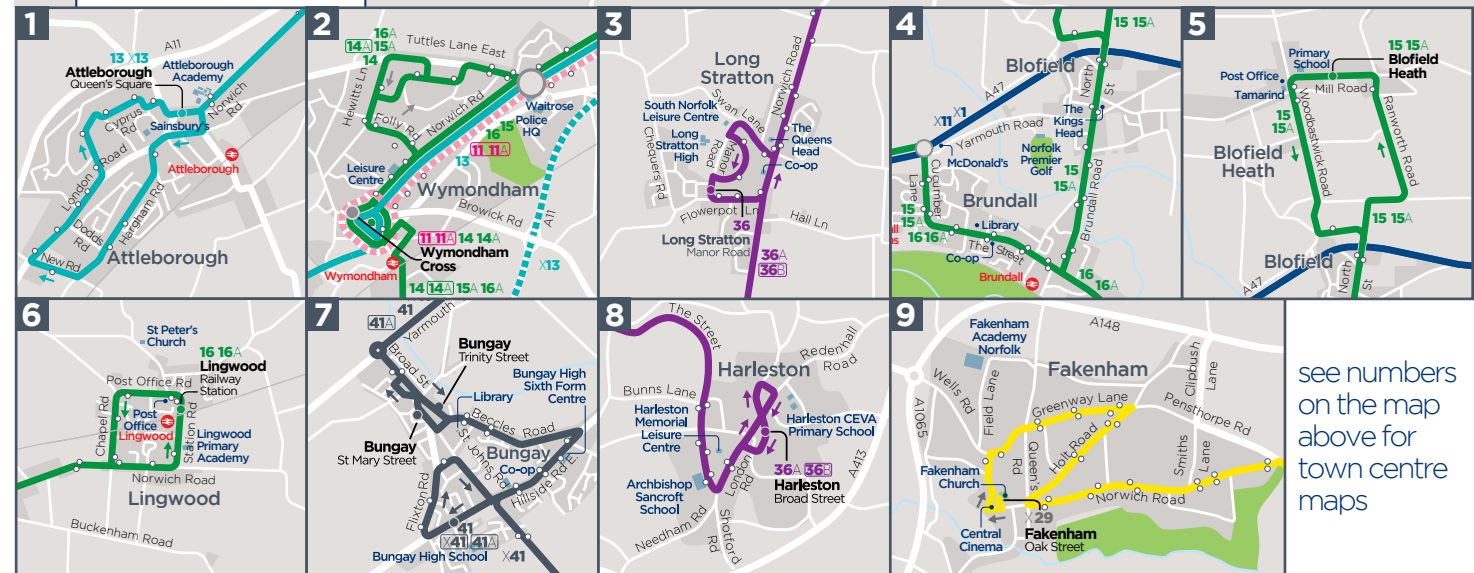 1
A11
13 X13
Attleborough
Queen's Square
Attleborough
Academy
Norwich
Rd
Cyprus
Rd
Sainsbury's
Attleborough
London
Road
Hargham Rd
Dodds
Rd
New Rd
Attleborough
2
16A
14A 15A
14
Tuttles Lane East
Hewitts Ln
Folly Rd
Norwich Rd
Waitrose
Police
HQ
15
16
11 11A
13
Leisure
Centre
Wymondham
Browick Rd
A11
11 11A 14 14A
Wymondham
Cross
Wymondham
X13
14 14A 15A 16A
3
Long
Stratton
Norwich Road
South Norfolk
Leisure Centre
Swan Lane
Long
Stratton
High
The
Queens
Head
Co-op
Chequers Rd
Manor
Road
Flowerpot Ln
Hall Ln
36
Long Stratton
Manor Road
36A
36B
4
15 15A
Blofield
A47
North
St
The
Kings
Head
X11 X1
Yarmouth Road
McDonald's
Norfolk
Premier
Golf
15
15A
Cucumber
Lane
Brundall
Brundall Road
15
15A
16 16A
Library
The Street
Co-op
Brundall
16A
5
Primary
School
15 15A
Blofield
Heath
Post Office
Tamarind
Mill Road
15
15A
Woodbastwick Road
Ranworth Road
Blofield
Heath
15 15A
Blofield
A47
North
St
6
St Peter's
Church
16 16A
Lingwood
Railway
Station
Post Office Rd
Chapel Rd
Post
Office
Lingwood
Station Rd
Lingwood
Primary
Academy
Norwich Road
Lingwood
Buckenham Road
7
41
41A
Yarmouth
Broad St
Bungay
Trinity Street
Bungay High
Sixth Form
Centre
Library
Beccles Road
Bungay
St Mary Street
St Johns Rd
Bungay
Co-op
Hillside Rd E.
Flixton Rd
41
X41 41A
Bungay High School
X41
8
The Street
Redenhall
Road
Harleston
Bunns Lane
Harleston
Memorial
Leisure
Centre
Harleston CEVA
Primary School
London
Rd
36A 36B
Harleston
Broad Street
A413
Archbishop
Sancroft
School
Needham Rd
Shotford
Rd
9
A148
Fakenham
Academy
Norfolk
Fakenham
Clipbush
Lane
Wells Rd
Field Lane
Greenway Lane
Pensthorpe Road
A1065
Queen's
Rd
Holt Road
Smiths
Lane
Fakenham
Church
Norwich Road
X29
Central
Cinema
Fakenham
Oak Street
see numbers
on the map
above for
town centre
maps